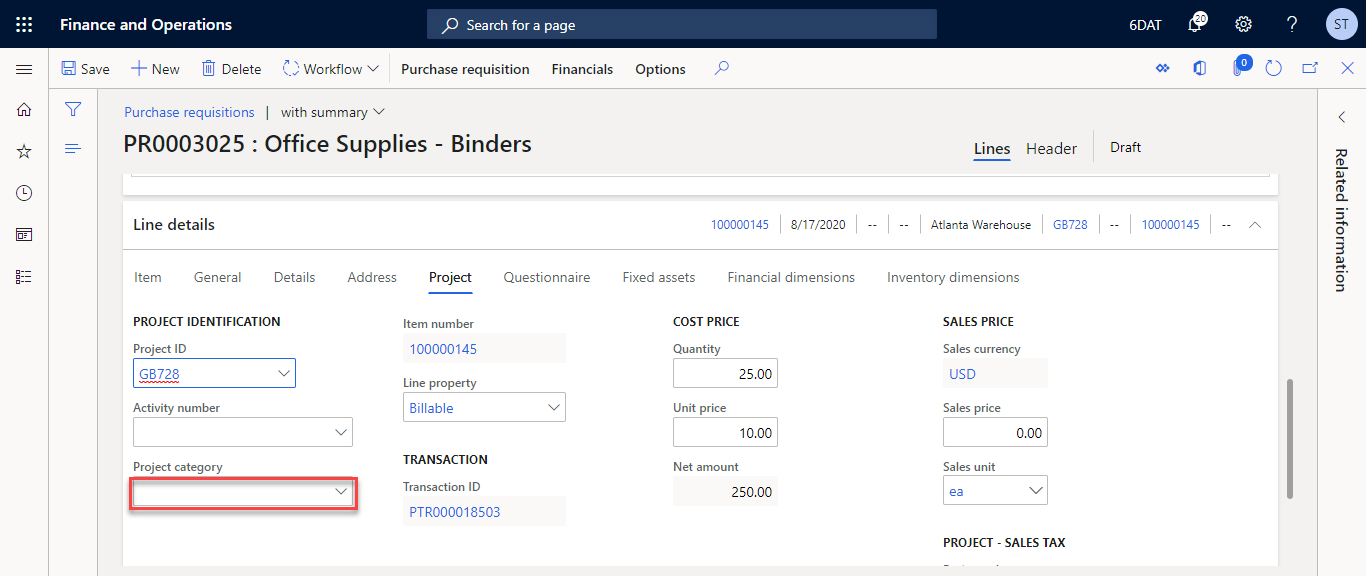 Finance and Operations
Search for a page
6DAT
20
ST
Save
New
Delete
Workflow
Purchase requisition
Financials
Options
0
Purchase requisitions | with summary
PR0003025 : Office Supplies - Binders
Lines
Header
Draft
Related information
Line details
100000145
8/17/2020
--
--
Atlanta Warehouse
GB728
--
100000145
--
Item
General
Details
Address
Project
Questionnaire
Fixed assets
Financial dimensions
Inventory dimensions
PROJECT IDENTIFICATION
Project ID
GB728
Activity number
Project category
Item number
100000145
Line property
Billable
TRANSACTION
Transaction ID
PTR000018503
COST PRICE
Quantity
25.00
Unit price
10.00
Net amount
250.00
SALES PRICE
Sales currency
USD
Sales price
0.00
Sales unit
ea
PROJECT - SALES TAX